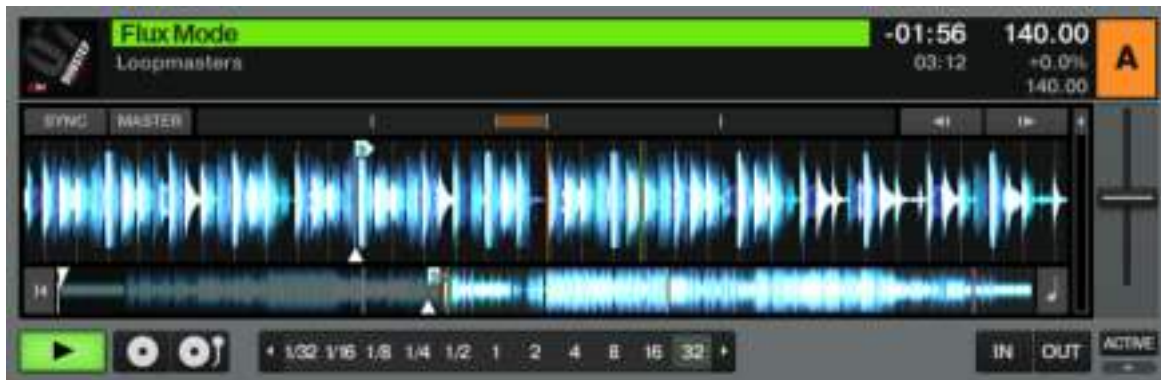 DUBSTEP
Flux Mode
-01:56 140.00
Loopmasters
03:12 +0.0%
140.00
A
SYNC MASTER
1/32 1/16 1/8 1/4 1/2 1 2 4 8 16 32
IN OUT
ACTIVE